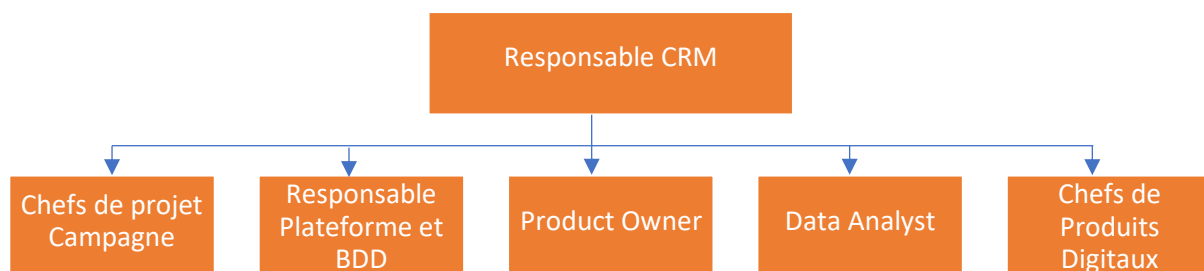 Responsable CRM
Chefs de projet
Campagne
Responsable
Plateforme et
BDD
Product Owner
Data Analyst
Chefs de
Produits
Digitaux